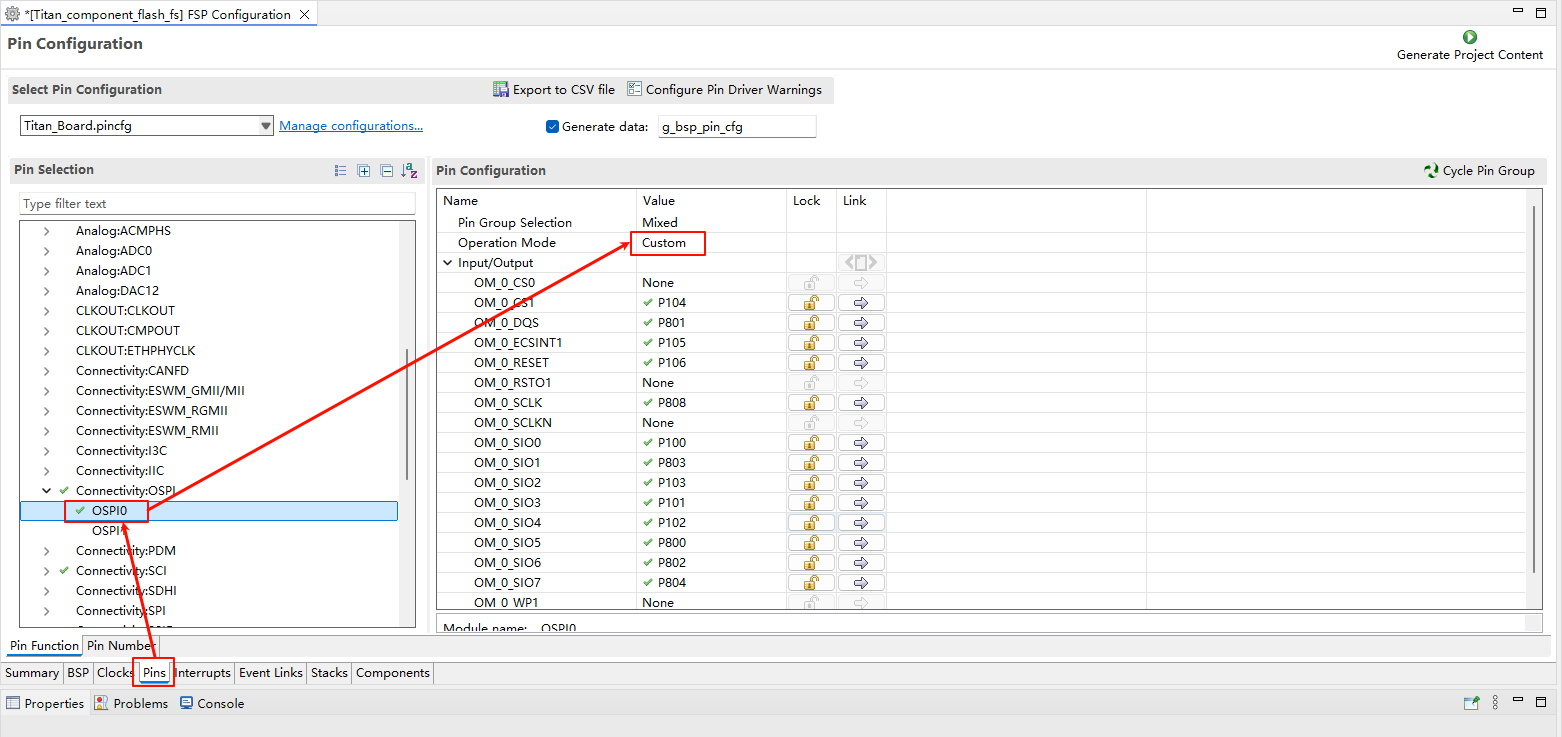 *[Titan_component_flash_fs] FSP Configuration
Pin Configuration
Generate Project Content
Select Pin Configuration
Export to CSV file
Configure Pin Driver Warnings
Titan_Board.pincfg
Manage configurations...
Generate data:
g_bsp_pin_cfg
Pin Selection
Type filter text
Analog:ACMPHS
Analog:ADC0
Analog:ADC1
Analog:DAC12
CLKOUT:CLKOUT
CLKOUT:CMPOUT
CLKOUT:ETHPHYCLK
Connectivity:CANFD
Connectivity:ESWM_GMII/MII
Connectivity:ESWM_RGMII
Connectivity:ESWM_RMII
Connectivity:I3C
Connectivity:IIC
Connectivity:OSPI
OSPI0
Connectivity:PDM
Connectivity:SCI
Connectivity:SDHI
Connectivity:SPI
Pin Configuration
Cycle Pin Group
Name Value Lock Link
Pin Group Selection Mixed
Operation Mode Custom
Input/Output
OM_0_CS0 None
OM_0_CS1 P104
OM_0_DQS P801
OM_0_ECSINT1 P105
OM_0_RESET P106
OM_0_RSTO1 None
OM_0_SCLK P808
OM_0_SCLKN None
OM_0_SIO0 P100
OM_0_SIO1 P803
OM_0_SIO2 P103
OM_0_SIO3 P101
OM_0_SIO4 P102
OM_0_SIO5 P800
OM_0_SIO6 P802
OM_0_SIO7 P804
OM_0_WP1 None
Module name: OSPI0
Pin Function Pin Number
Summary BSP Clocks Pins Interrupts Event Links Stacks Components
Properties Problems Console